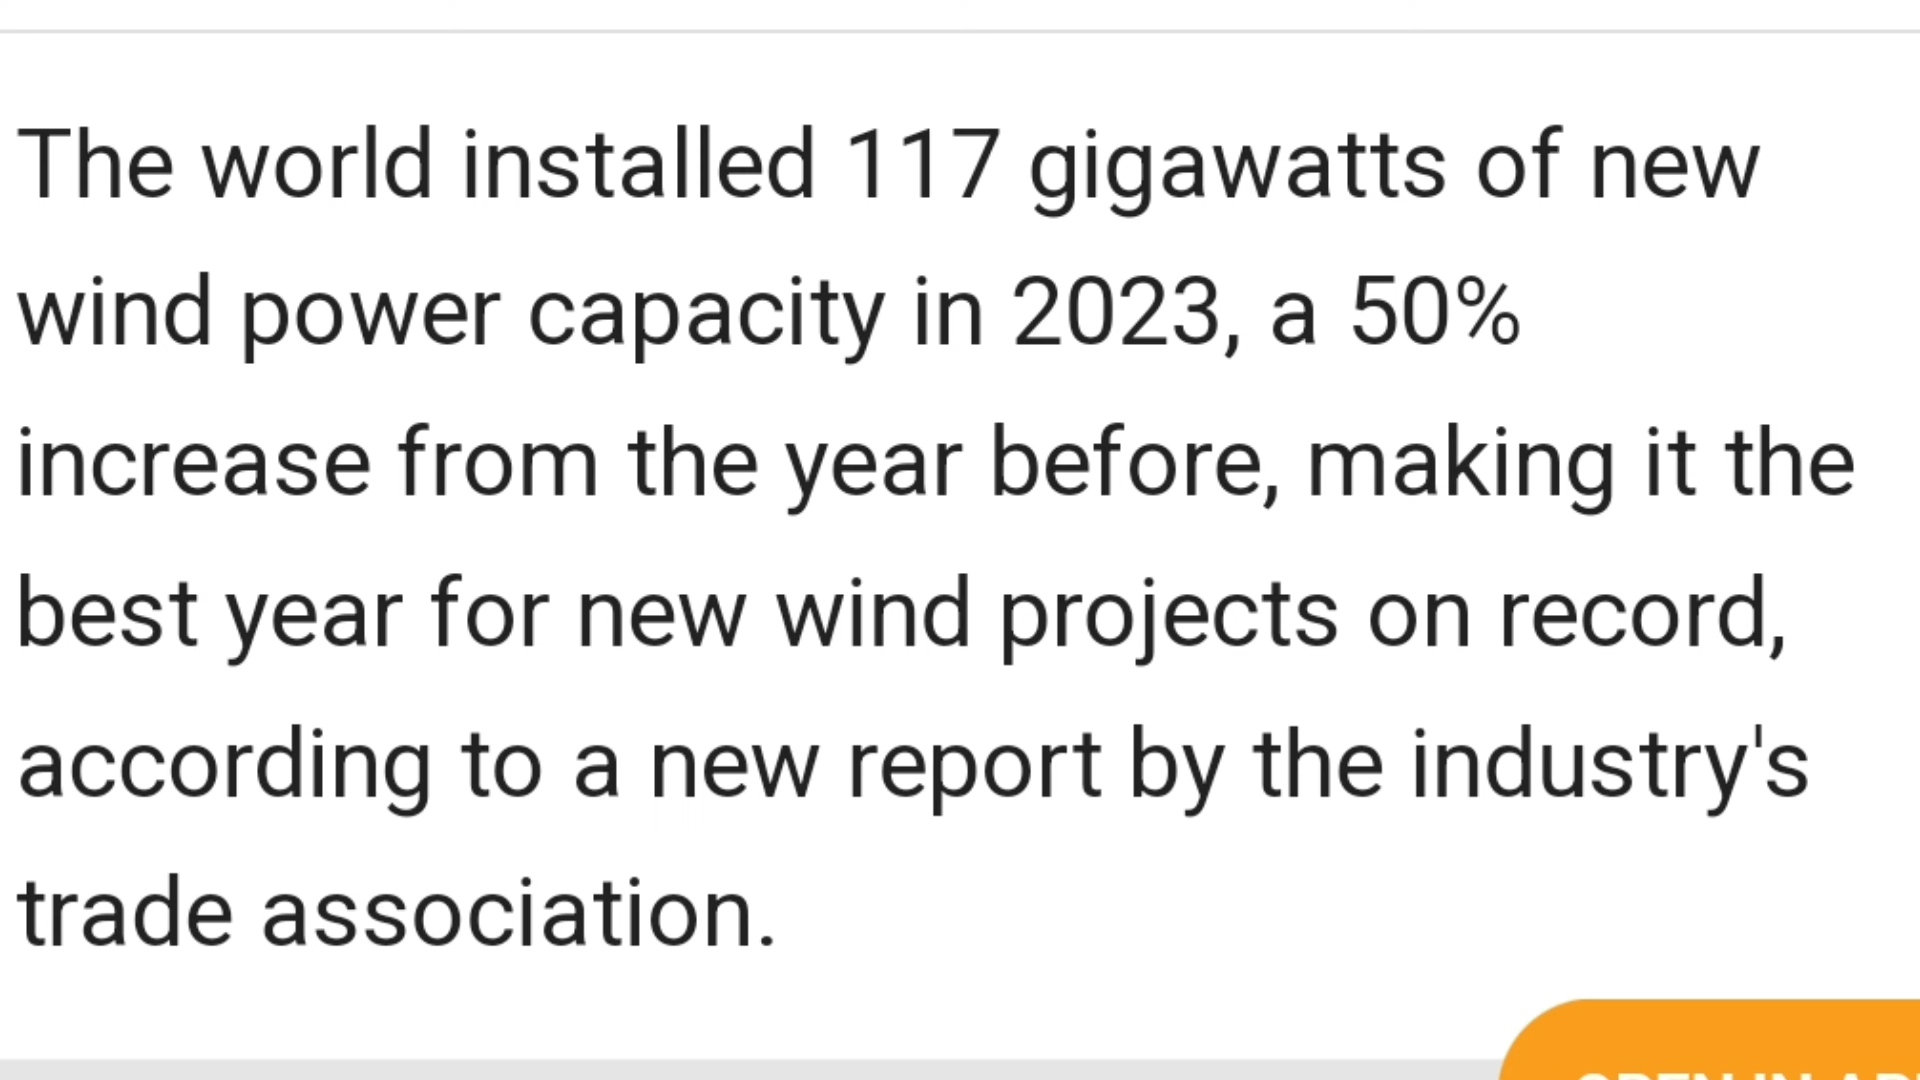 The world installed 117 gigawatts of new
wind power capacity in 2023, a 50%
increase from the year before, making it the
best year for new wind projects on record,
according to a new report by the industry's
trade association.